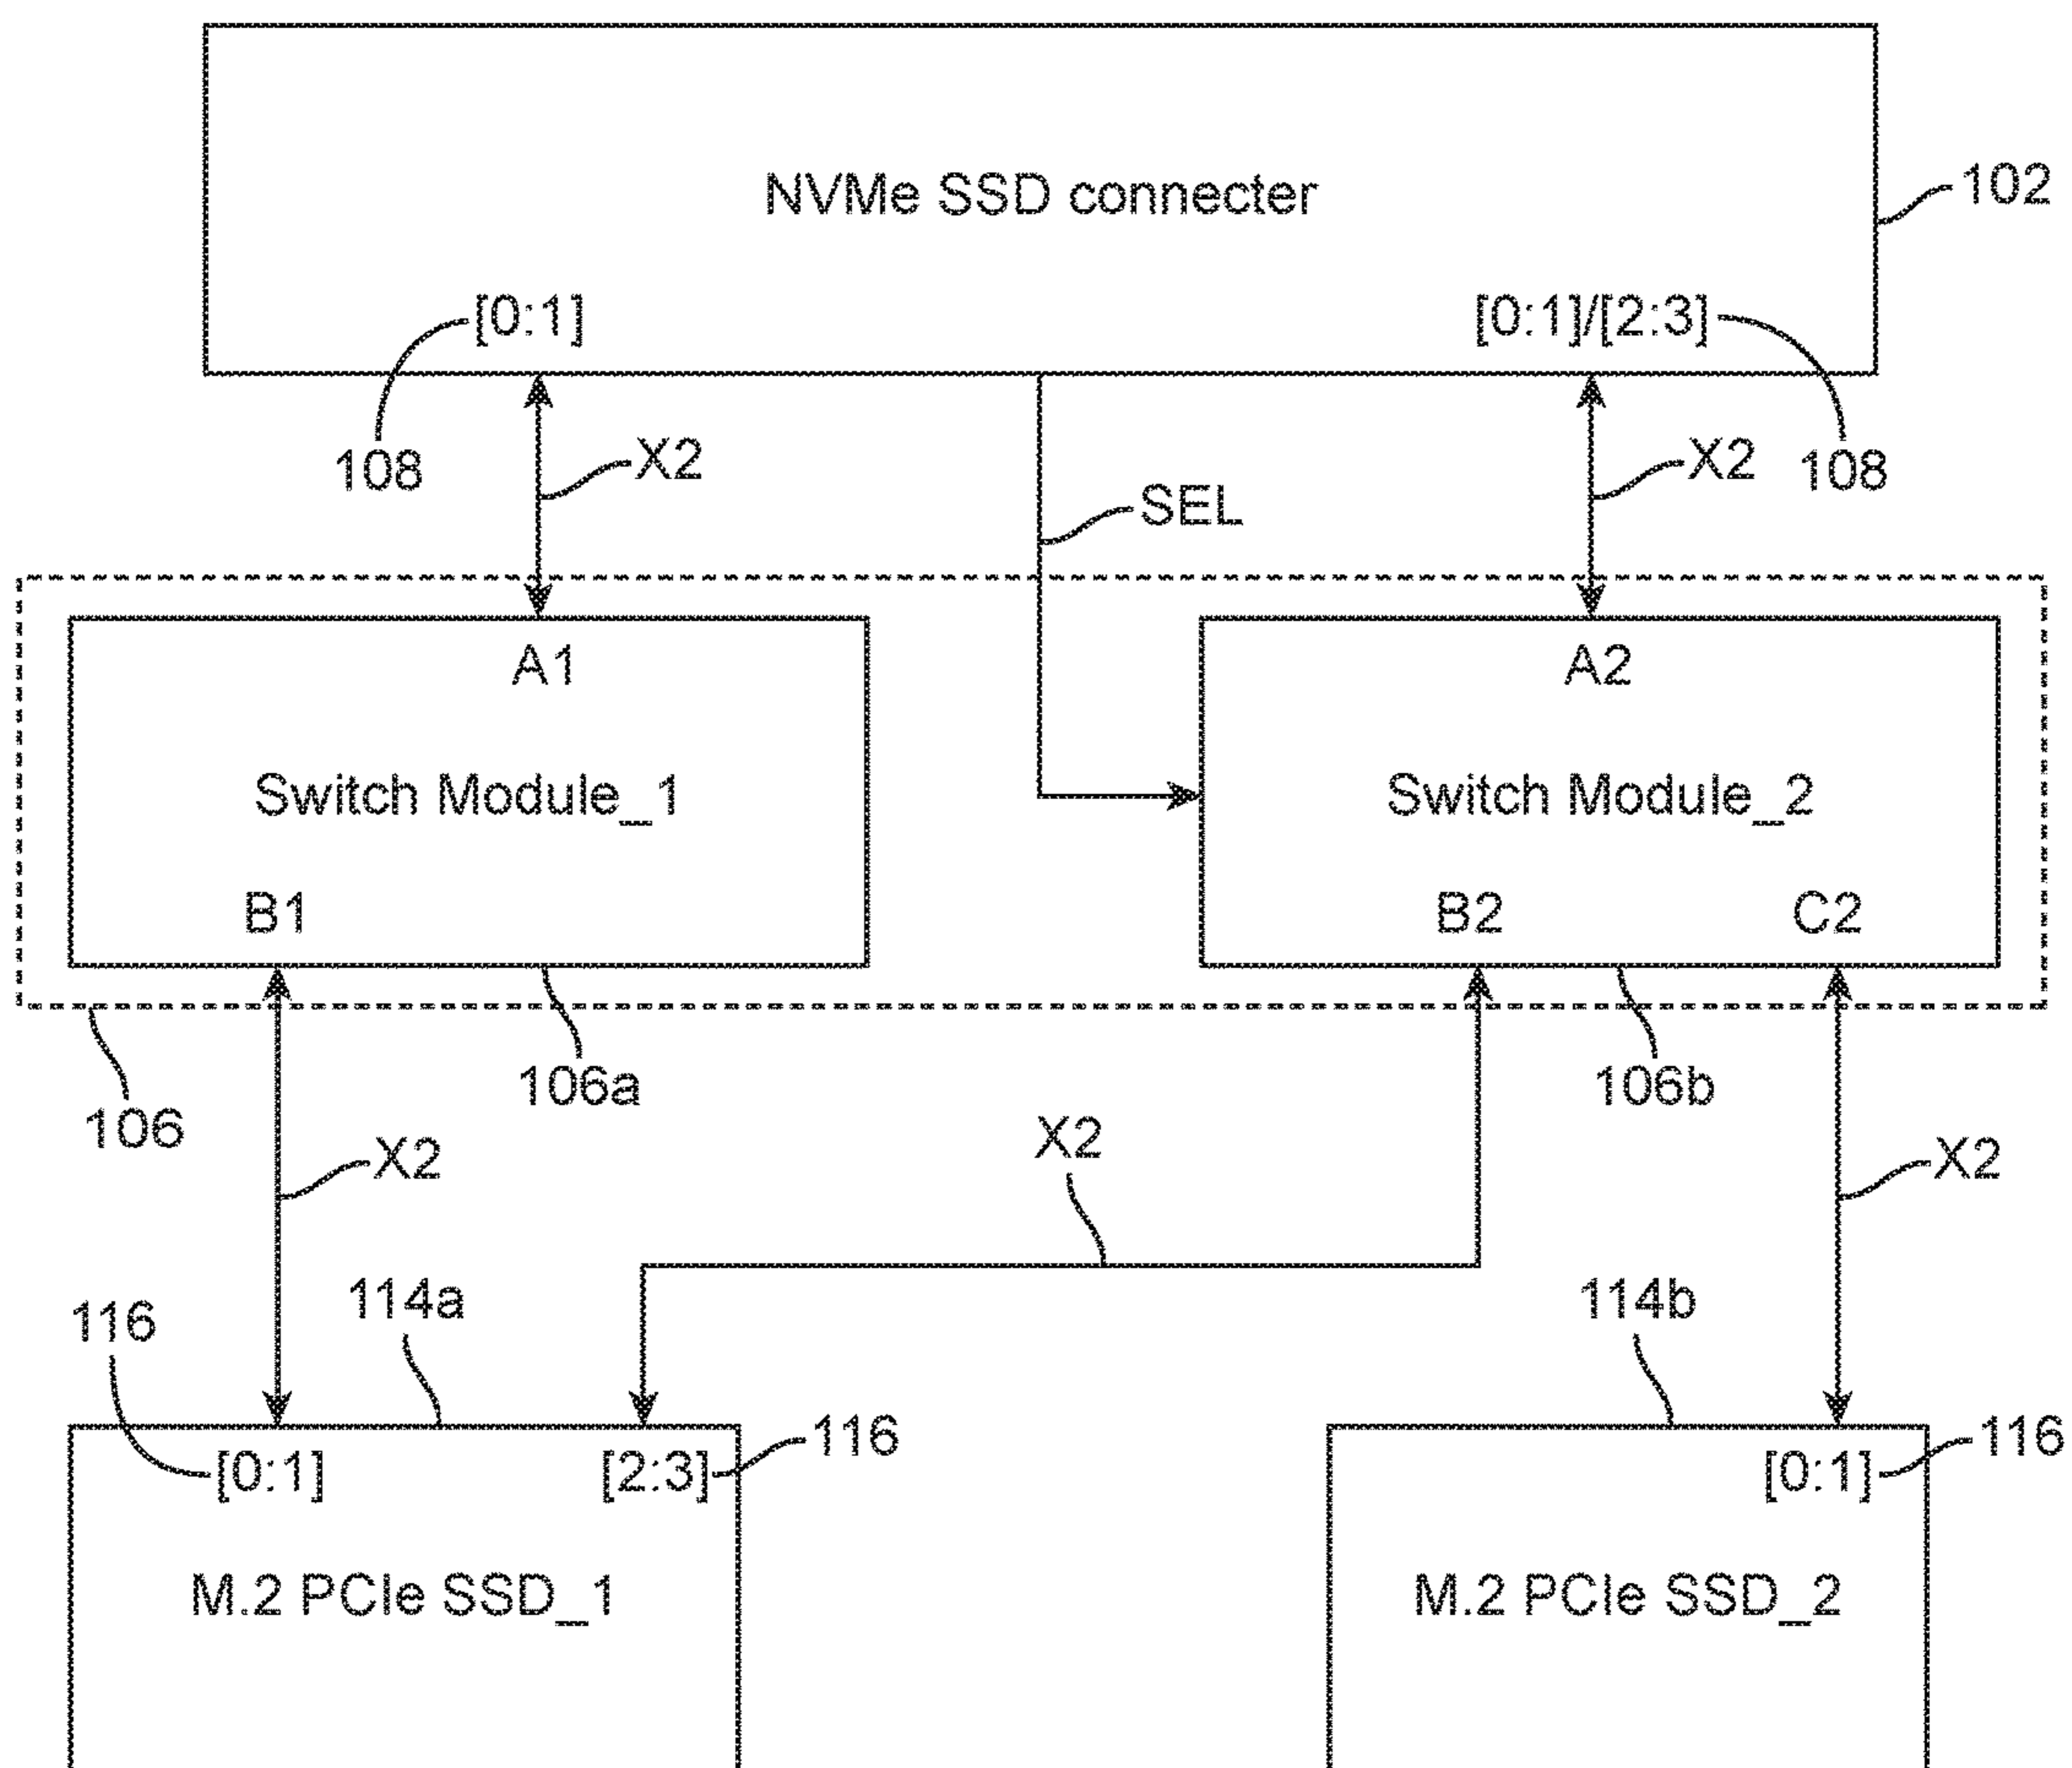 NVMe SSD connecter
102
[0:1]
[0:1]/[2:3]
108
X2
SEL
X2
108
A1
A2
Switch Module_1
Switch Module_2
B1
B2
C2
106
106a
106b
X2
X2
X2
116
114a
114b
[0:1]
[2:3]
116
[0:1]
116
M.2 PCIe SSD_1
M.2 PCIe SSD_2